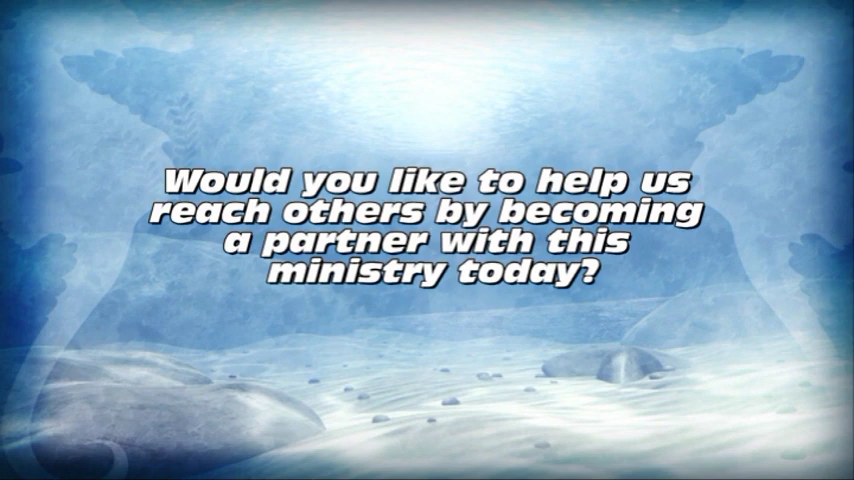 Would you like to help us
reach others by becoming
a partner with this
ministry today?